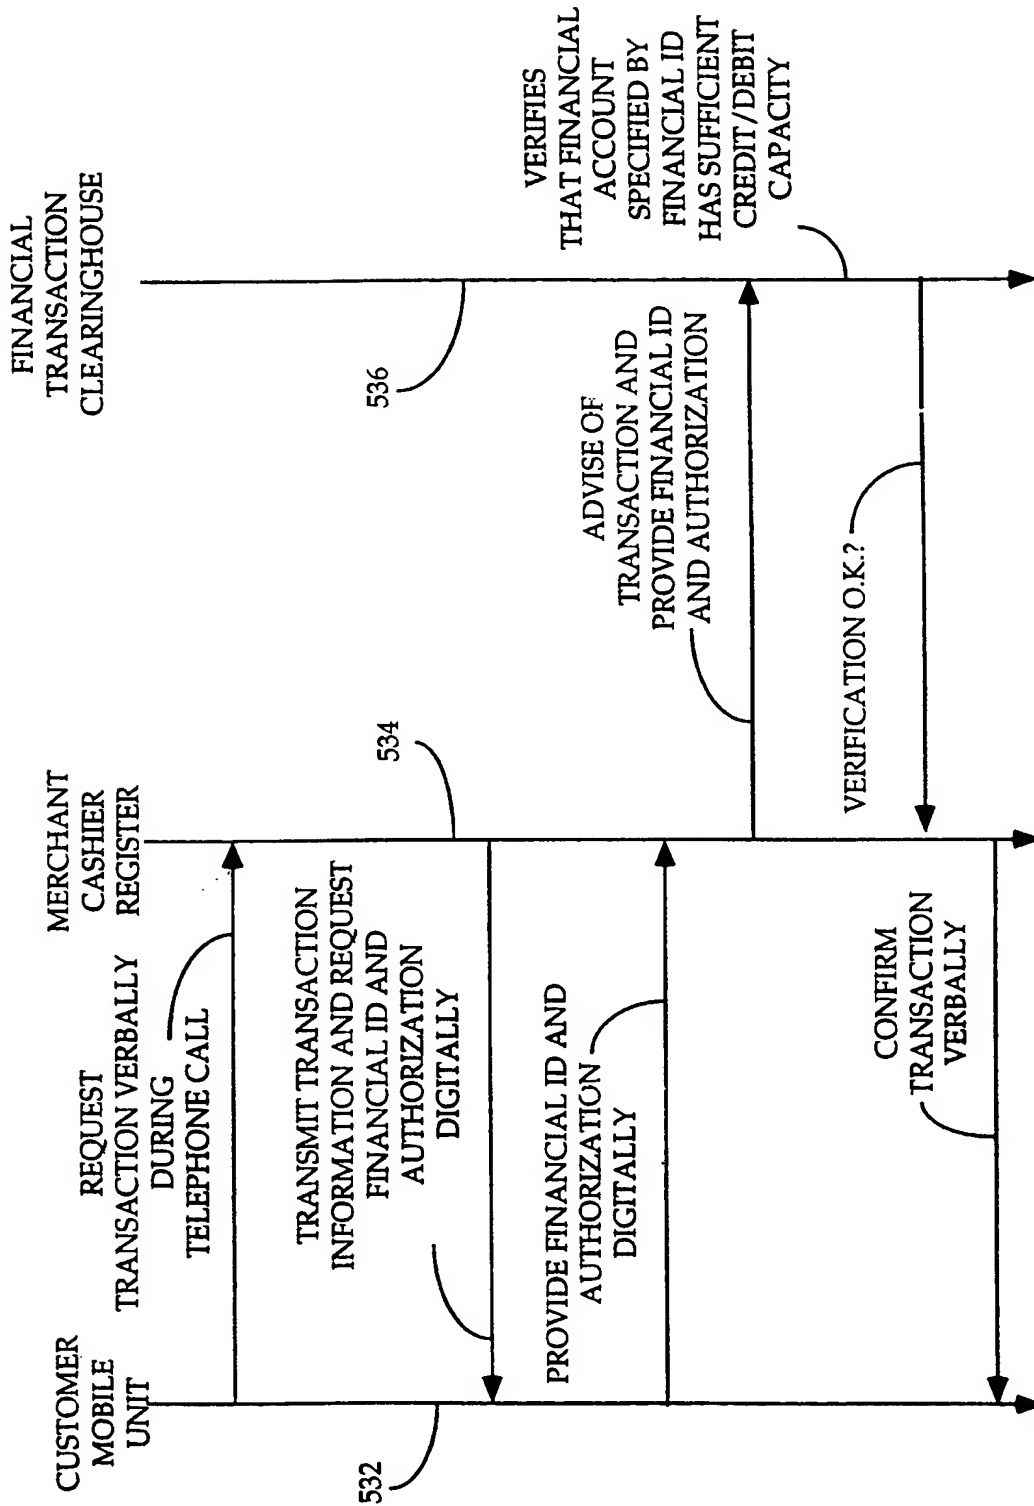 CUSTOMER
MOBILE
UNIT
MERCHANT
CASHIER
REGISTER
FINANCIAL
TRANSACTION
CLEARINGHOUSE
REQUEST
TRANSACTION VERBALLY
DURING
TELEPHONE CALL
532
534
536
TRANSMIT TRANSACTION
INFORMATION AND REQUEST
FINANCIAL ID AND
AUTHORIZATION
DIGITALLY
PROVIDE FINANCIAL ID AND
AUTHORIZATION
DIGITALLY
ADVISE OF
TRANSACTION AND
PROVIDE FINANCIAL ID
AND AUTHORIZATION
VERIFIES
THAT FINANCIAL
ACCOUNT
SPECIFIED BY
FINANCIAL ID
HAS SUFFICIENT
CREDIT/DEBIT
CAPACITY
VERIFICATION O.K.?
CONFIRM
TRANSACTION
VERBALLY